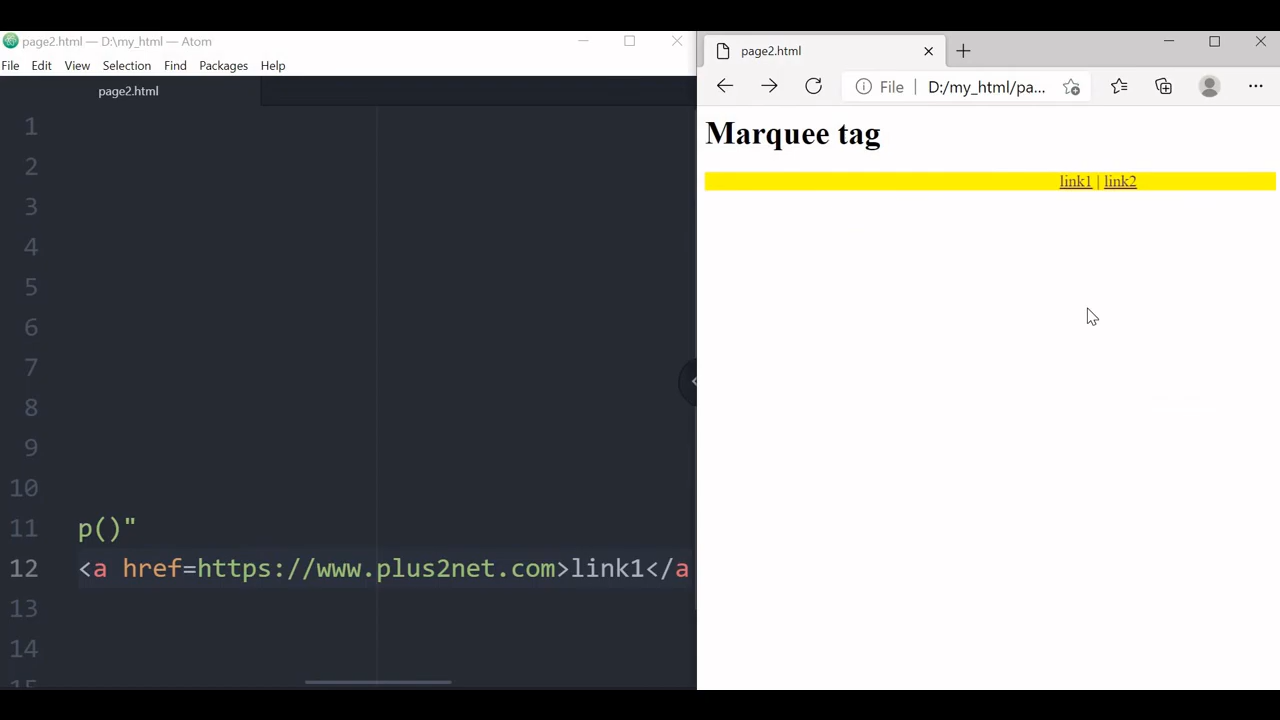 page2.html — D:\my_html — Atom
File Edit View Selection Find Packages Help
page2.html
1
2
3
4
5
6
7
8
9
10
11 p()"
12 <a href=https://www.plus2net.com>link1</a
13
14
15
page2.html
File D:/my_html/pa...
Marquee tag
link1 | link2